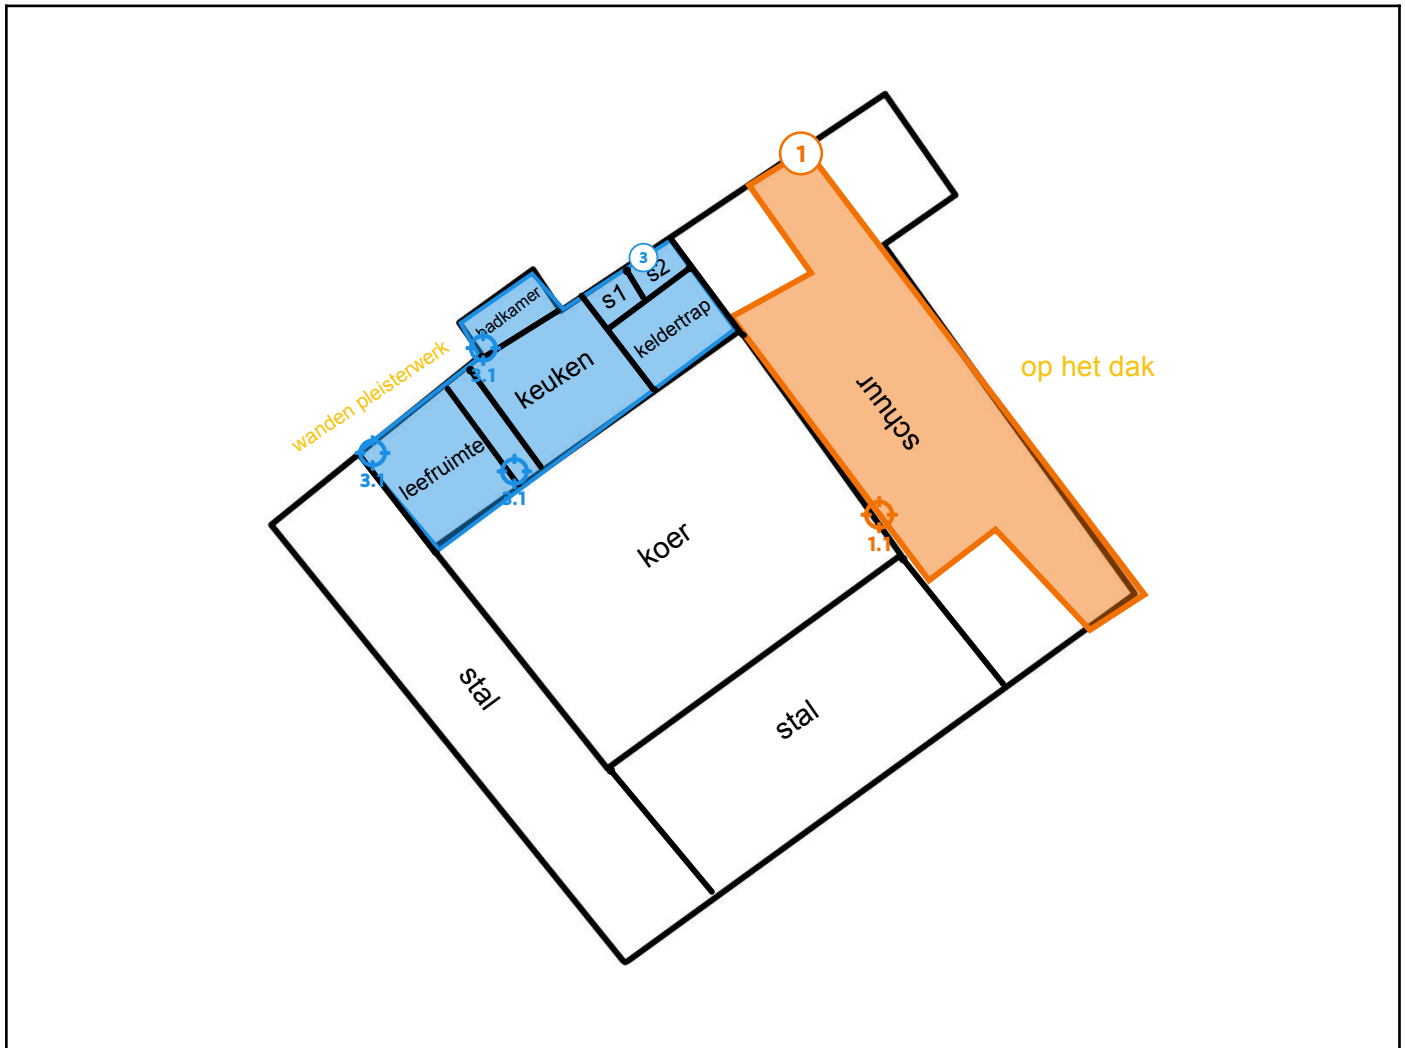 1
3
s2
s1
badkamer
keldertrap
wanden pleisterwerk
3.1
keuken
op het dak
schuur
leefruimte
3.1
3.1
koer
1.1
stal
stal